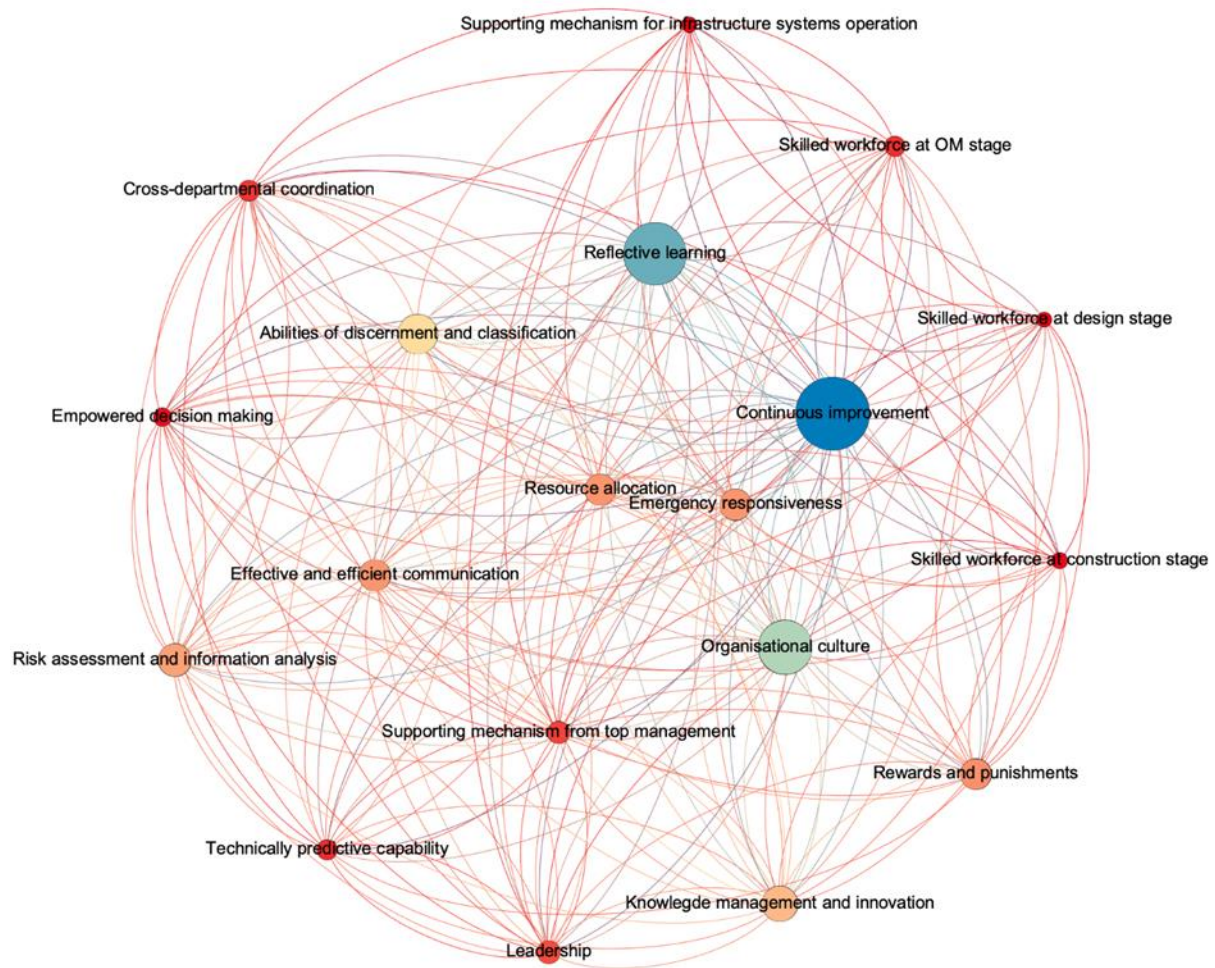 Supporting mechanism for infrastructure systems operation
Skilled workforce at OM stage
Cross-departmental coordination
Reflective learning
Skilled workforce at design stage
Abilities of discernment and classification
Continuous improvement
Empowered decision making
Resource allocation
Emergency responsiveness
Skilled workforce at construction stage
Effective and efficient communication
Organisational culture
Risk assessment and information analysis
Supporting mechanism from top management
Rewards and punishments
Technically predictive capability
Knowlegde management and innovation
Leadership